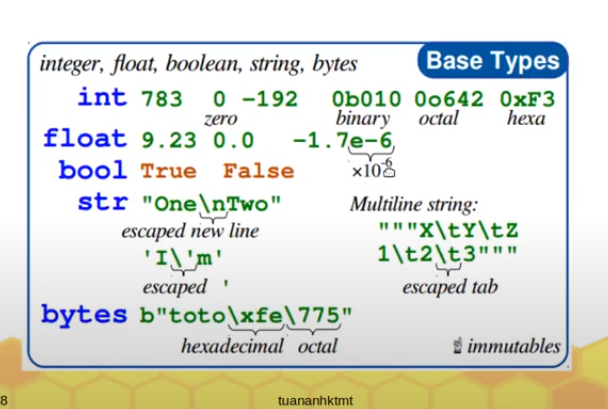 Base Types
integer, float, boolean, string, bytes
int 783 0 -192 0b010 0o642 0xF3
zero binary octal hexa
float 9.23 0.0 -1.7e-6
×10-6
bool True False
str "One\nTwo"
escaped new line
'I\'m'
escaped '
Multiline string:
"""X\tY\tZ
1\t2\t3"""
escaped tab
bytes b"toto\xfe\775"
hexadecimal octal
☝ immutables
8
tuananhktmt